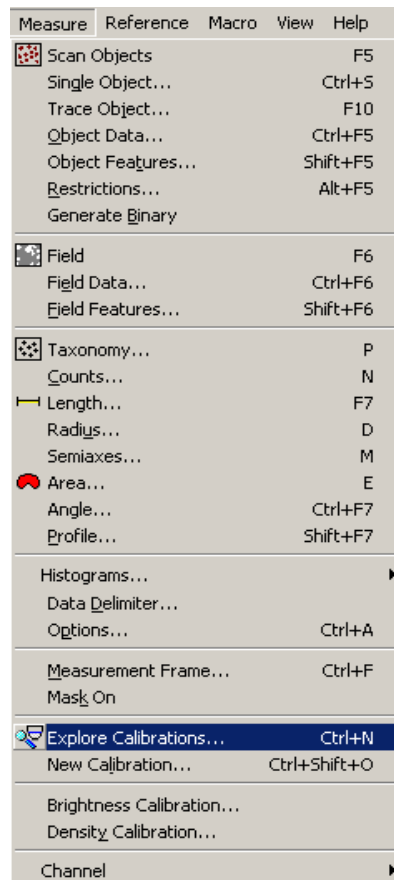 Measure Reference Macro View Help
Scan Objects F5
Single Object... Ctrl+S
Trace Object... F10
Object Data... Ctrl+F5
Object Features... Shift+F5
Restrictions... Alt+F5
Generate Binary
Field F6
Field Data... Ctrl+F6
Field Features... Shift+F6
Taxonomy... P
Counts... N
Length... F7
Radius... D
Semiaxes... M
Area... E
Angle... Ctrl+F7
Profile... Shift+F7
Histograms...
Data Delimiter...
Options... Ctrl+A
Measurement Frame... Ctrl+F
Mask On
Explore Calibrations... Ctrl+N
New Calibration... Ctrl+Shift+O
Brightness Calibration...
Density Calibration...
Channel